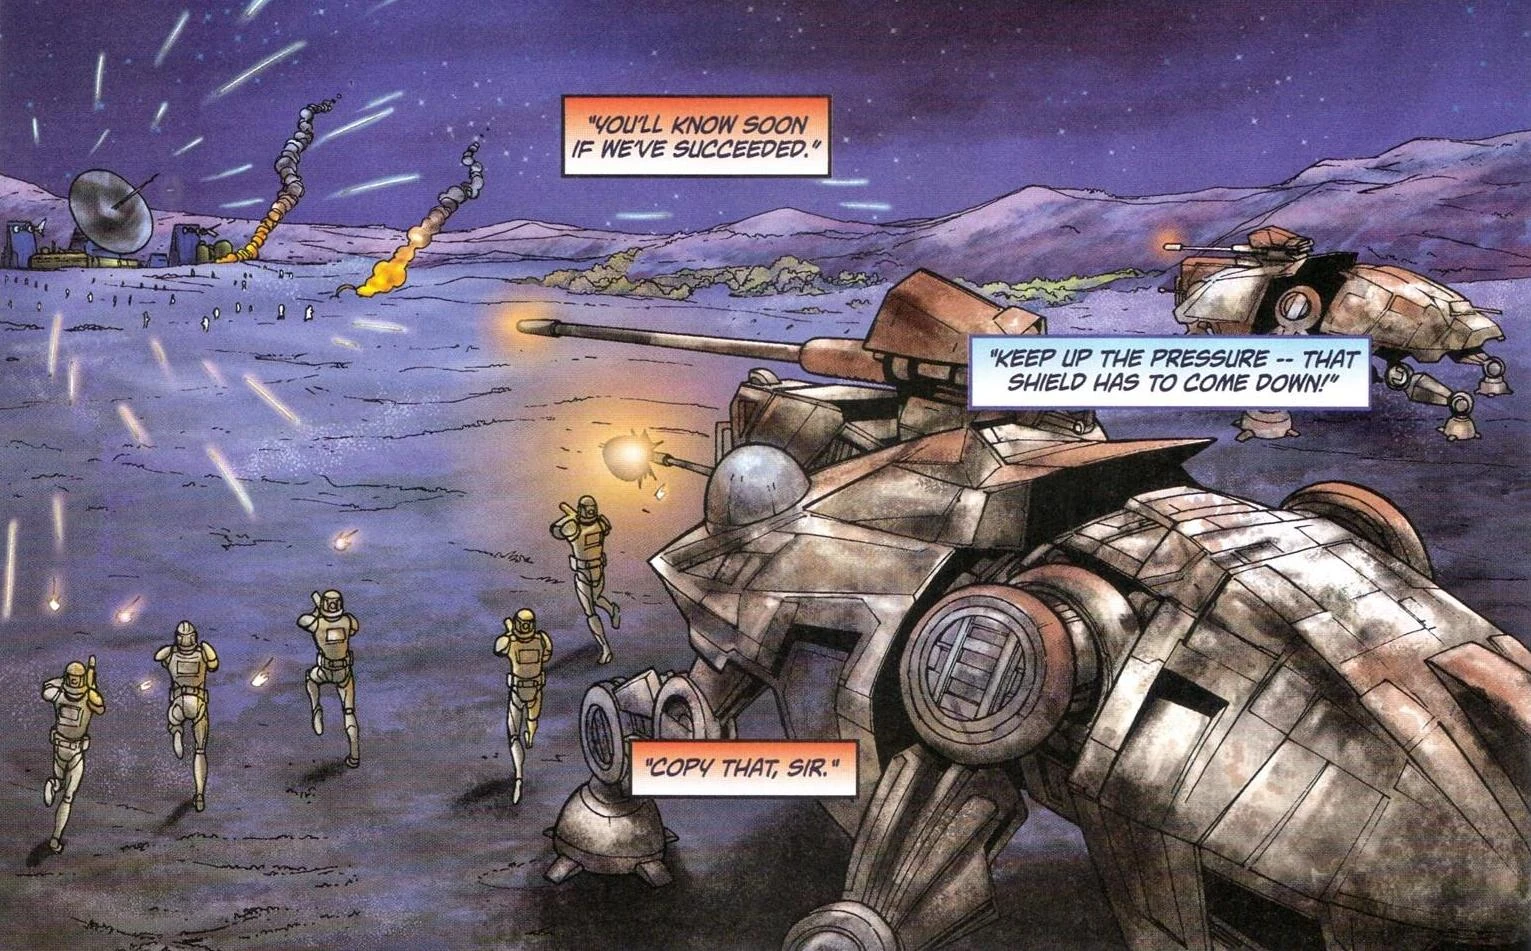 "YOU'LL KNOW SOON
IF WE'VE SUCCEEDED."
"KEEP UP THE PRESSURE -- THAT
SHIELD HAS TO COME DOWN!"
"COPY THAT, SIR."